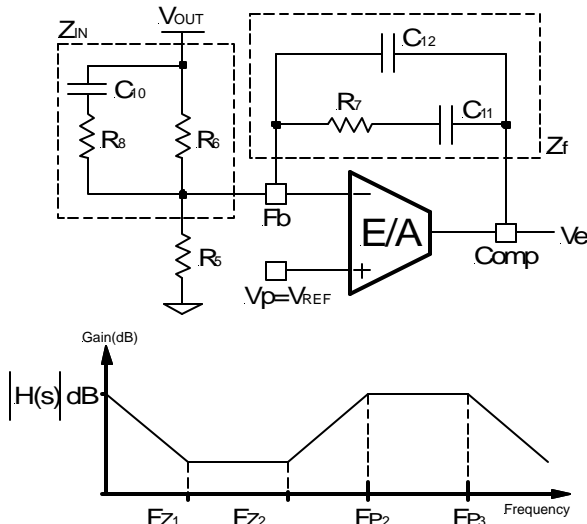 ZIN
VOUT
C12
C10
R7
C11
R8
R6
Zf
Fb
E/A
R5
Comp
Ve
Vp=VREF
Gain(dB)
|H(s)| dB
FZ1
FZ2
FP2
FP3
Frequency